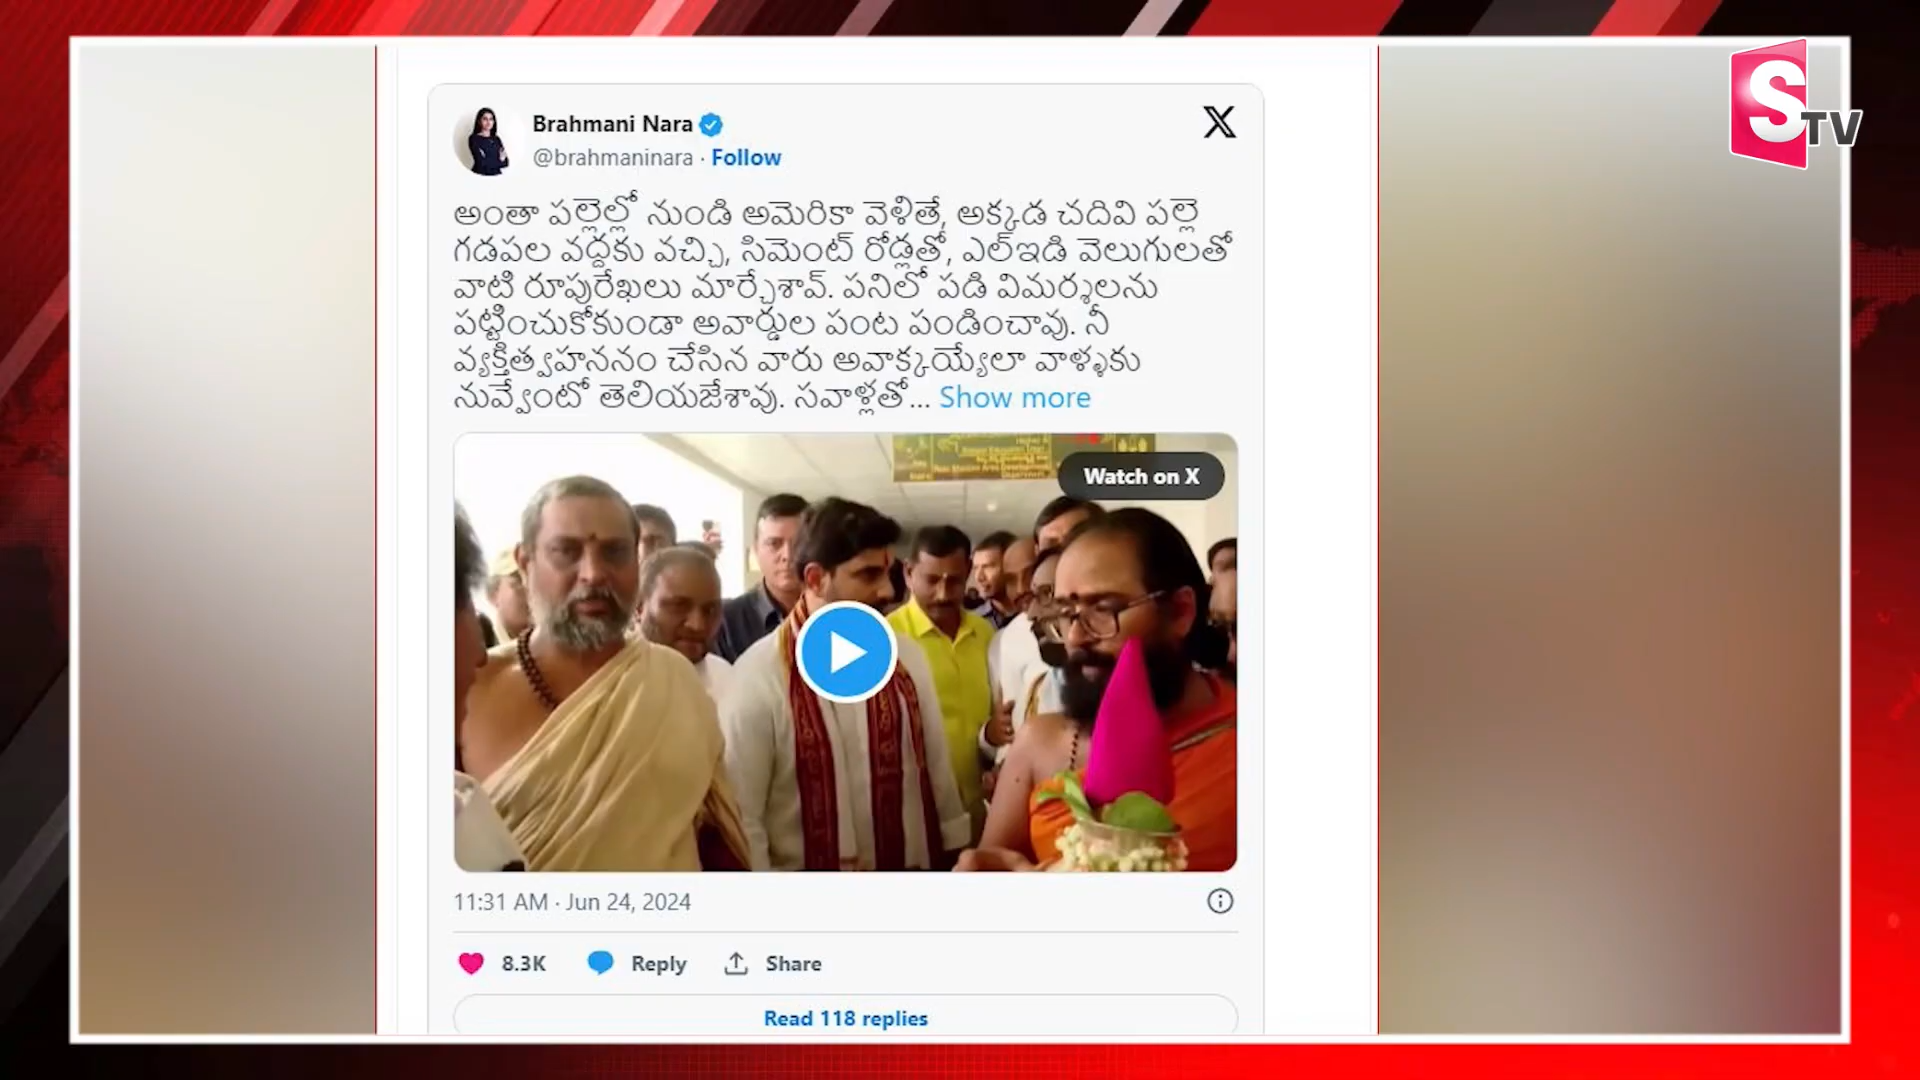 Brahmani Nara
@brahmaninara · Follow
S TV
అంతా పల్లెల్లో నుండి అమెరికా వెళితే, అక్కడ చదివి పల్లె
గడపల వద్దకు వచ్చి, సిమెంట్ రోడ్లతో, ఎల్ఇడి వెలుగులతో
వాటి రూపురేఖలు మార్చేశావ్. పనిలో పడి విమర్శలను
పట్టించుకోకుండా అవార్డుల పంట పండించావు. నీ
వ్యక్తిత్వహననం చేసిన వారు అవాక్కయ్యేలా వాళ్ళకు
నువ్వేంటో తెలియజేశావు. సవాళ్లతో... Show more
Watch on X
11:31 AM · Jun 24, 2024
8.3K Reply Share
Read 118 replies